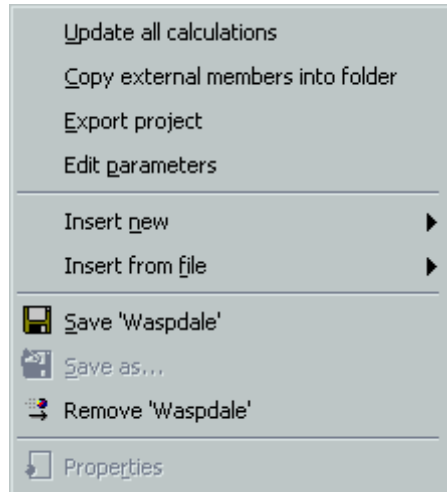 Update all calculations
Copy external members into folder
Export project
Edit parameters
Insert new
Insert from file
Save 'Waspdale'
Save as...
Remove 'Waspdale'
Properties